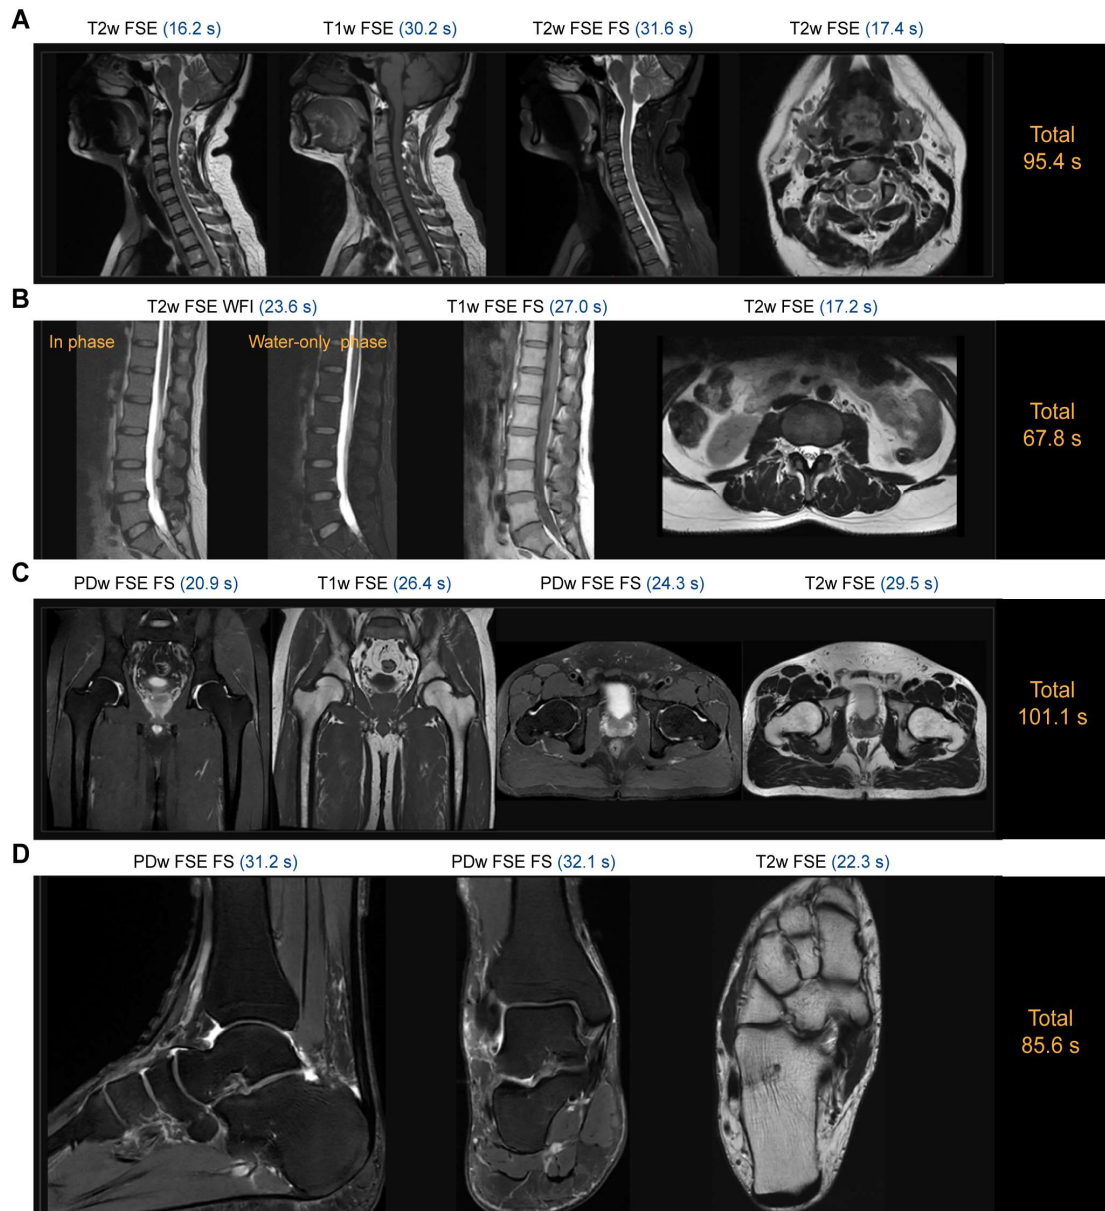 A
T2w FSE (16.2 s) T1w FSE (30.2 s) T2w FSE FS (31.6 s) T2w FSE (17.4 s)
Total
95.4 s
B
T2w FSE WFI (23.6 s) T1w FSE FS (27.0 s) T2w FSE (17.2 s)
In phase Water-only phase
Total
67.8 s
C
PDw FSE FS (20.9 s) T1w FSE (26.4 s) PDw FSE FS (24.3 s) T2w FSE (29.5 s)
Total
101.1 s
D
PDw FSE FS (31.2 s) PDw FSE FS (32.1 s) T2w FSE (22.3 s)
Total
85.6 s